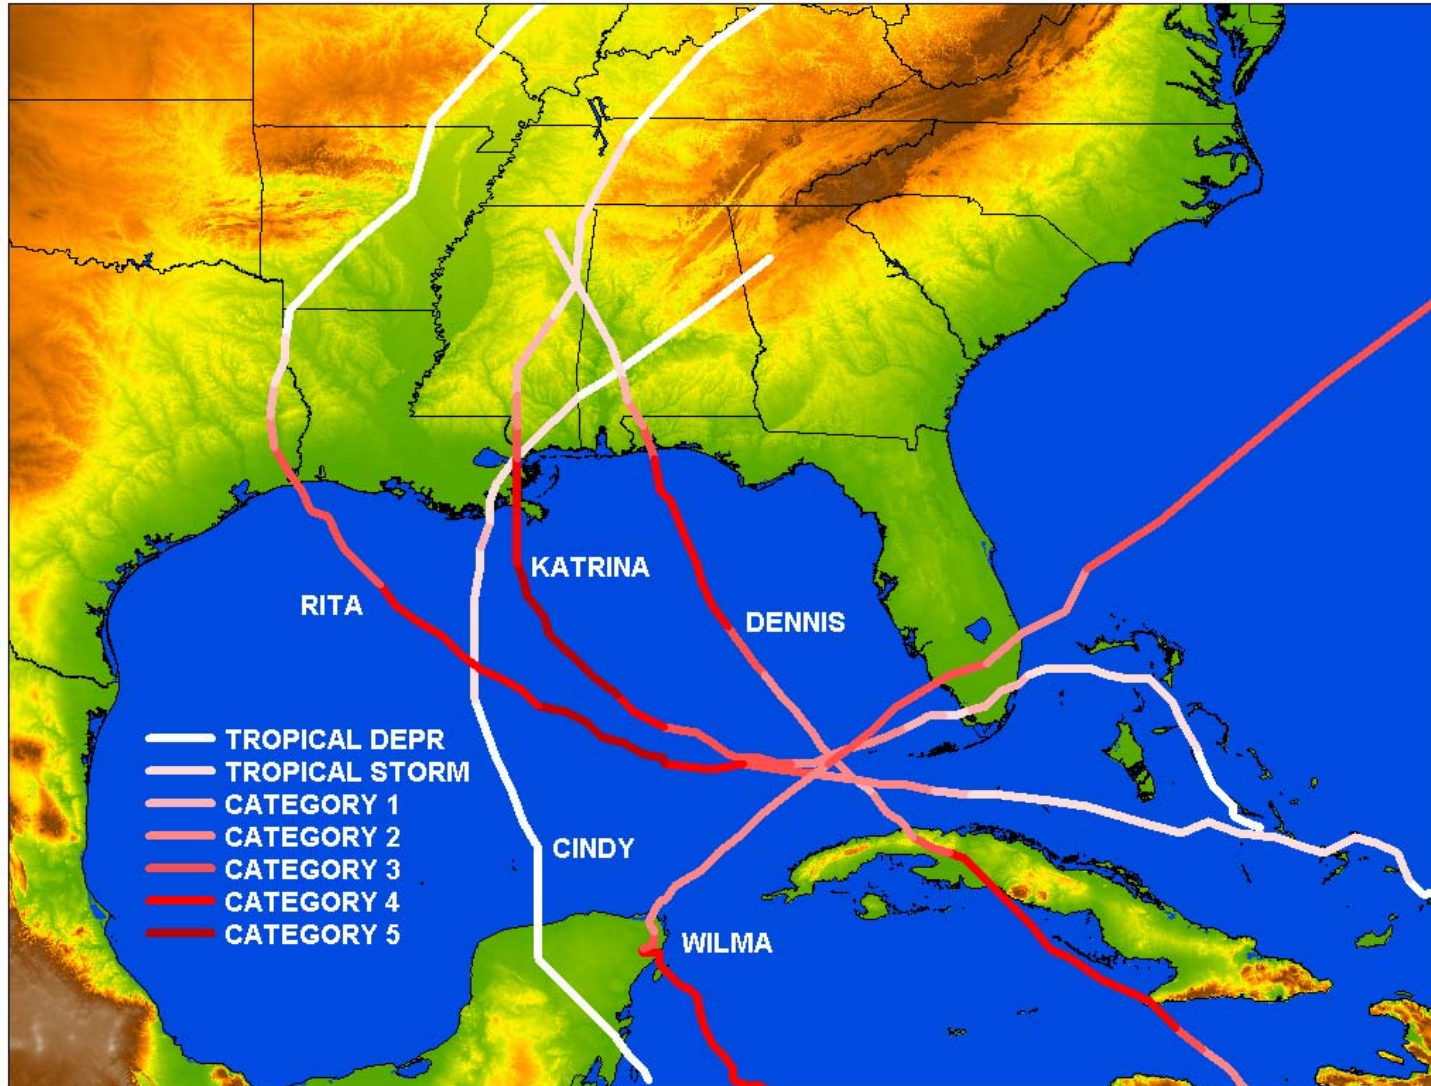 KATRINA
RITA
DENNIS
TROPICAL DEPR
TROPICAL STORM
CATEGORY 1
CATEGORY 2
CINDY
CATEGORY 3
CATEGORY 4
CATEGORY 5
WILMA